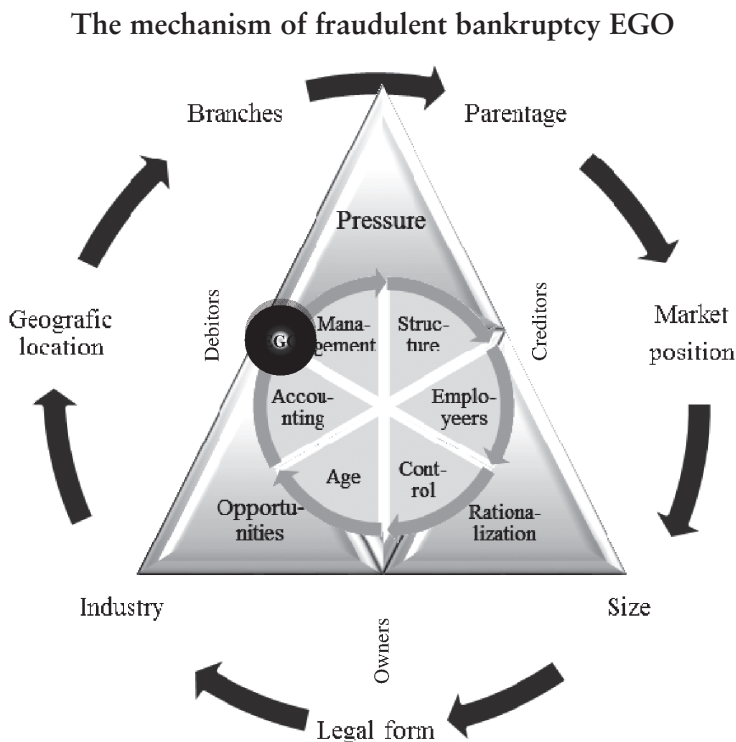 The mechanism of fraudulent bankruptcy EGO
Branches
Parentage
Pressure
Geografic
location
Debitors
Creditors
Market
position
Mana-
gement
Struc-
ture
Accou-
nting
Emplo-
yeers
Age
Cont-
rol
Opportu-
nities
Rationa-
lization
Industry
Size
Owners
Legal form